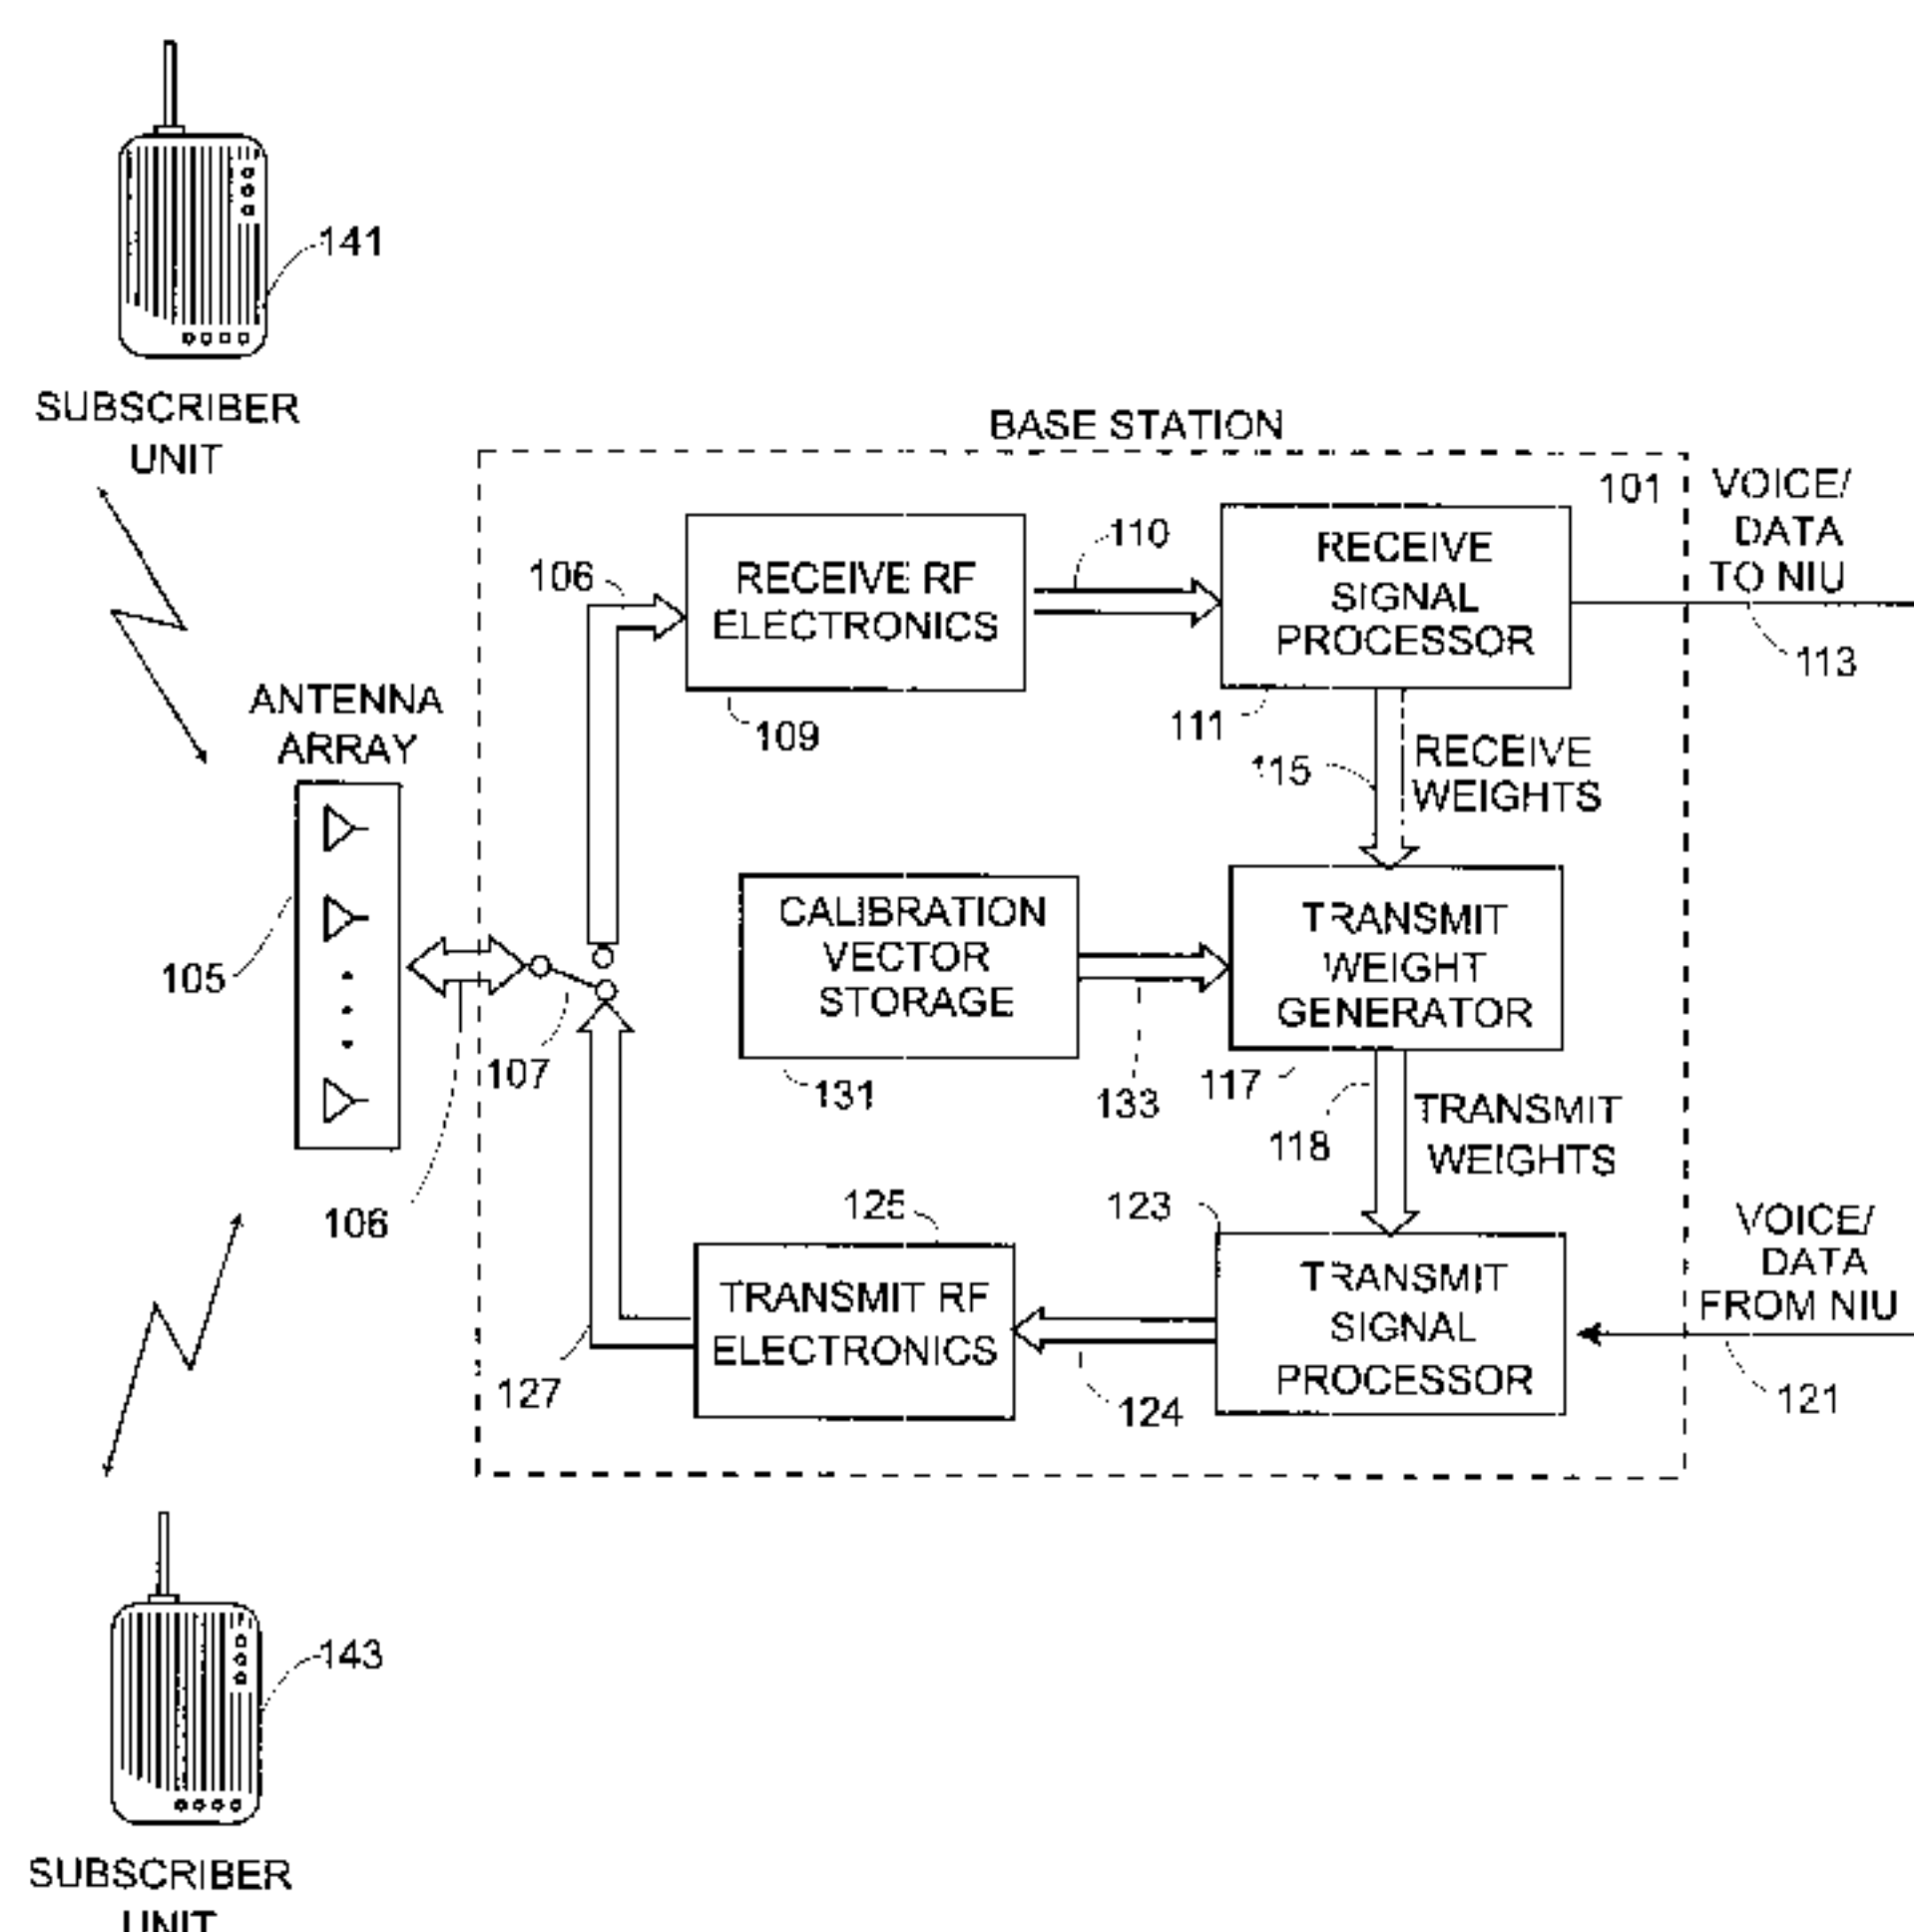 141
SUBSCRIBER
UNIT
BASE STATION
101
VOICE/
DATA
TO NIU
113
106
RECEIVE RF
ELECTRONICS
109
110
RECEIVE
SIGNAL
PROCESSOR
111
115
RECEIVE
WEIGHTS
ANTENNA
ARRAY
105
106
107
CALIBRATION
VECTOR
STORAGE
131
133
TRANSMIT
WEIGHT
GENERATOR
117
118
TRANSMIT
WEIGHTS
125
TRANSMIT RF
ELECTRONICS
127
124
123
TRANSMIT
SIGNAL
PROCESSOR
VOICE/
DATA
FROM NIU
121
143
SUBSCRIBER
UNIT